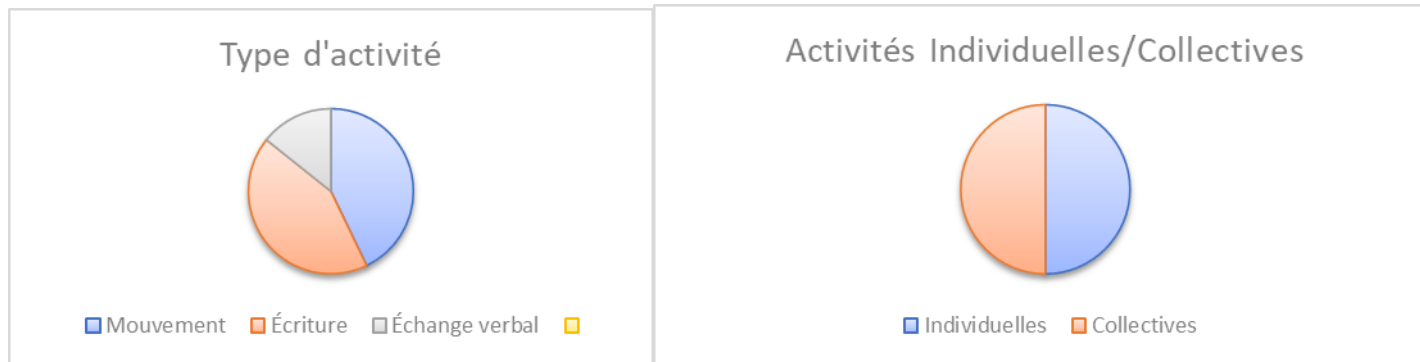 Type d'activité
Mouvement Écriture Échange verbal
Activités Individuelles/Collectives
Individuelles Collectives